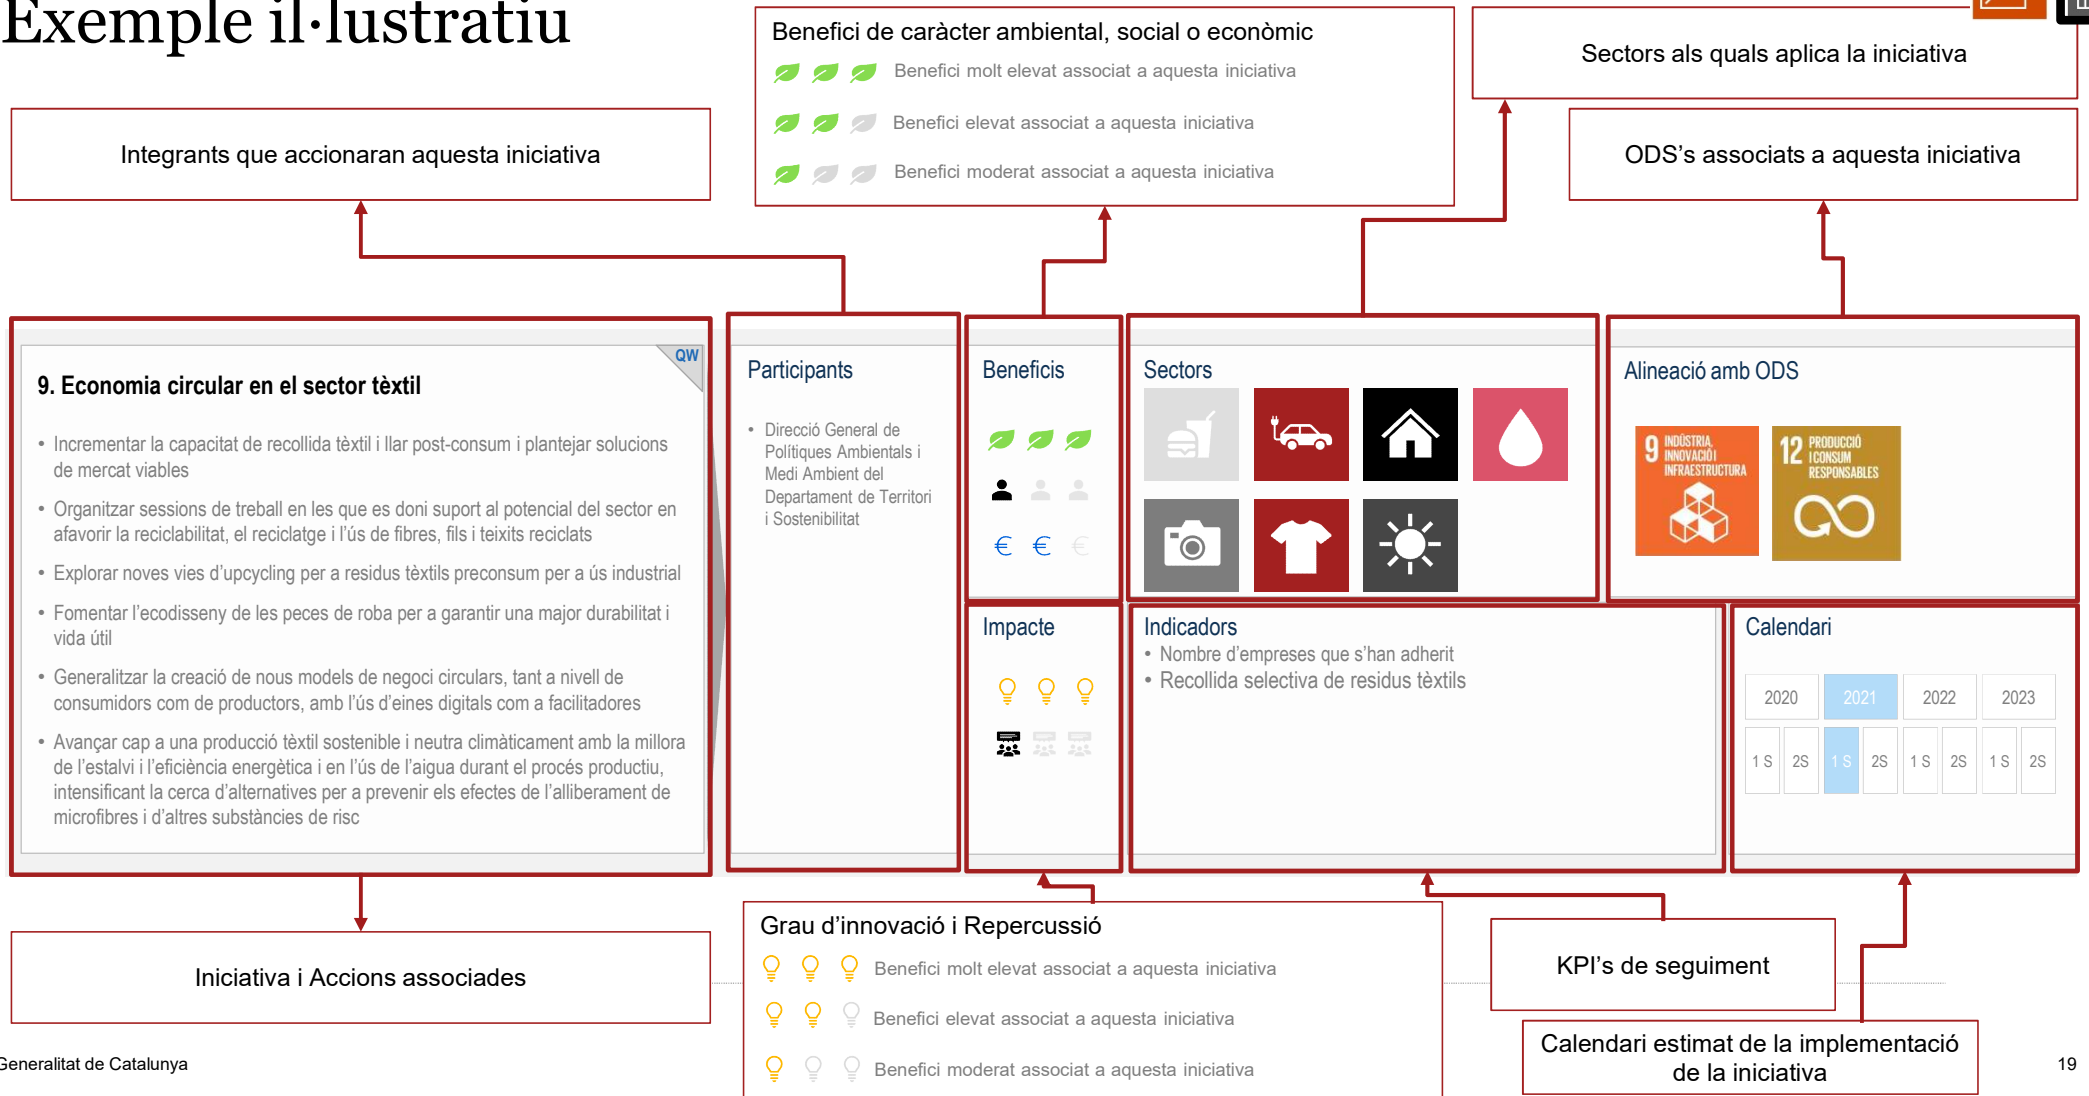 Exemple il·lustratiu
Benefici de caràcter ambiental, social o econòmic
Benefici molt elevat associat a aquesta iniciativa
Benefici elevat associat a aquesta iniciativa
Benefici moderat associat a aquesta iniciativa
Sectors als quals aplica la iniciativa
Integrants que accionaran aquesta iniciativa
ODS’s associats a aquesta iniciativa
QW
9. Economia circular en el sector tèxtil
• Incrementar la capacitat de recollida tèxtil i llar post-consum i plantejar solucions
de mercat viables
• Organitzar sessions de treball en les que es doni suport al potencial del sector en
afavorir la reciclabilitat, el reciclatge i l’ús de fibres, fils i teixits reciclats
• Explorar noves vies d’upcycling per a residus tèxtils preconsum per a ús industrial
• Fomentar l’ecodisseny de les peces de roba per a garantir una major durabilitat i
vida útil
• Generalitzar la creació de nous models de negoci circulars, tant a nivell de
consumidors com de productors, amb l’ús d’eines digitals com a facilitadores
• Avançar cap a una producció tèxtil sostenible i neutra climàticament amb la millora
de l’estalvi i l’eficiència energètica i en l’ús de l’aigua durant el procés productiu,
intensificant la cerca d’alternatives per a prevenir els efectes de l’alliberament de
microfibres i d’altres substàncies de risc
Participants
• Direcció General de
Polítiques Ambientals i
Medi Ambient del
Departament de Territori
i Sostenibilitat
Beneficis
€ € €
Sectors
Alineació amb ODS
9 INDÚSTRIA,
INNOVACIÓ I
INFRAESTRUCTURA
12 PRODUCCIÓ
I CONSUM
RESPONSABLES
Impacte
Indicadors
• Nombre d’empreses que s’han adherit
• Recollida selectiva de residus tèxtils
Calendari
2020 2021 2022 2023
1 S 2S 1 S 2S 1 S 2S 1 S 2S
Iniciativa i Accions associades
Grau d’innovació i Repercussió
Benefici molt elevat associat a aquesta iniciativa
Benefici elevat associat a aquesta iniciativa
Benefici moderat associat a aquesta iniciativa
KPI’s de seguiment
Calendari estimat de la implementació
de la iniciativa
Generalitat de Catalunya
19